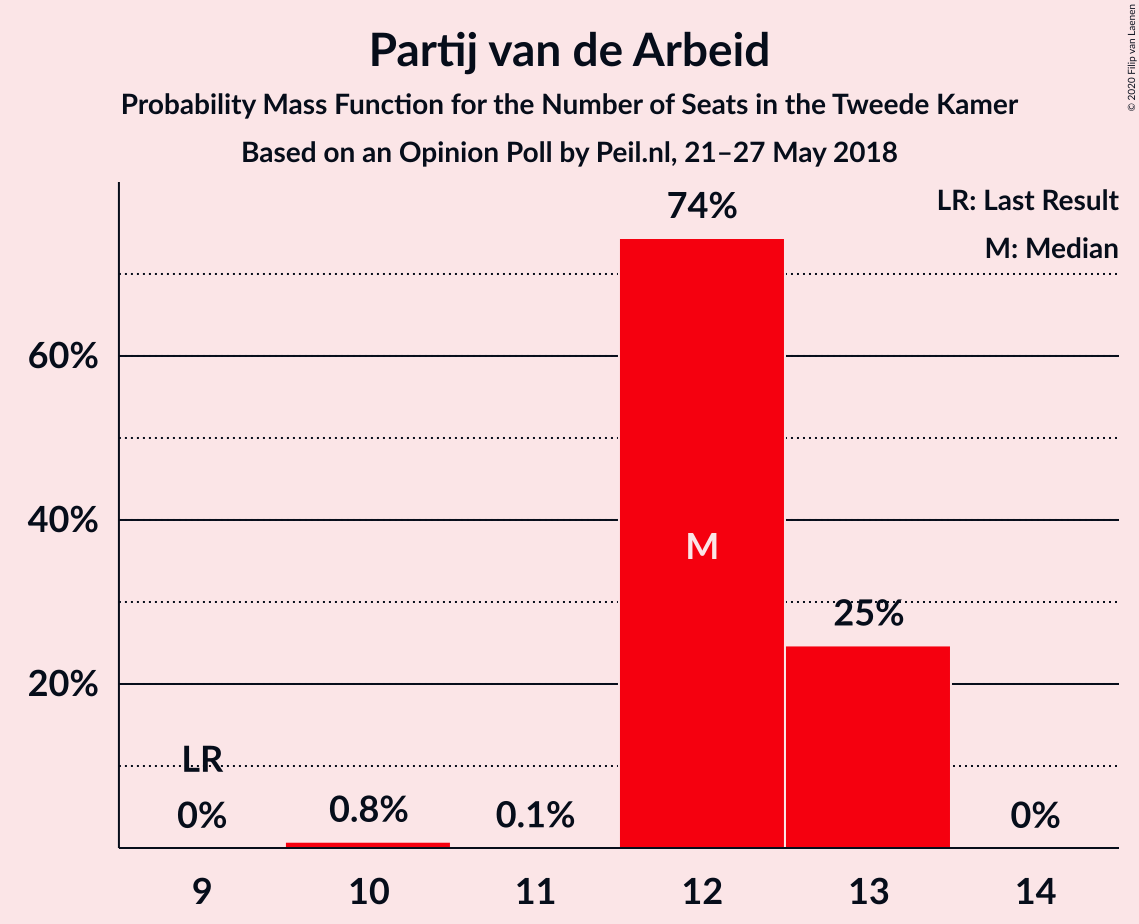 Partij van de Arbeid
Probability Mass Function for the Number of Seats in the Tweede Kamer
Based on an Opinion Poll by Peil.nl, 21–27 May 2018
© 2020 Filip van Laenen
LR: Last Result
M: Median
74%
60%
40%
M
25%
20%
LR
0%
0.8%
0.1%
0%
9 10 11 12 13 14